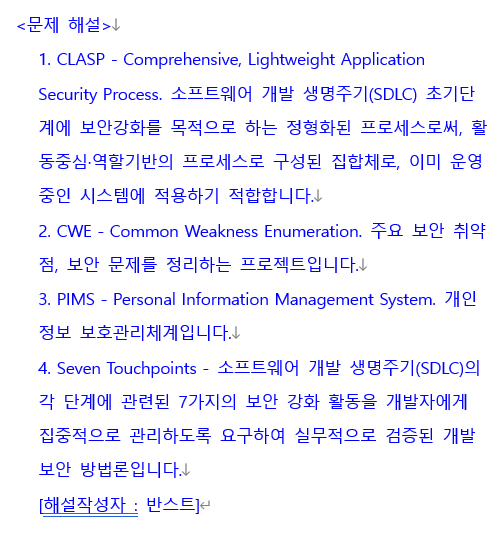 <문제 해설>↓
1. CLASP - Comprehensive, Lightweight Application
Security Process. 소프트웨어 개발 생명주기(SDLC) 초기단
계에 보안강화를 목적으로 하는 정형화된 프로세스로써, 활
동중심·역할기반의 프로세스로 구성된 집합체로, 이미 운영
중인 시스템에 적용하기 적합합니다.↓
2. CWE - Common Weakness Enumeration. 주요 보안 취약
점, 보안 문제를 정리하는 프로젝트입니다.↓
3. PIMS - Personal Information Management System. 개인
정보 보호관리체계입니다.↓
4. Seven Touchpoints - 소프트웨어 개발 생명주기(SDLC)의
각 단계에 관련된 7가지의 보안 강화 활동을 개발자에게
집중적으로 관리하도록 요구하여 실무적으로 검증된 개발
보안 방법론입니다.↓
[해설작성자 : 반스트]↵